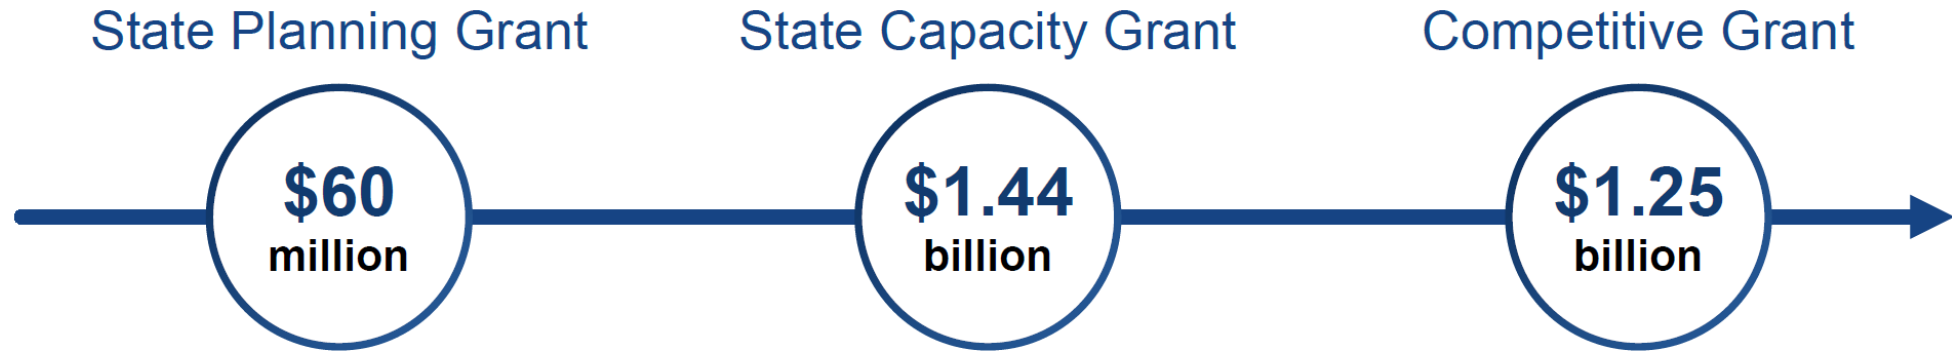 State Planning Grant
State Capacity Grant
Competitive Grant
$60
million
$1.44
billion
$1.25
billion